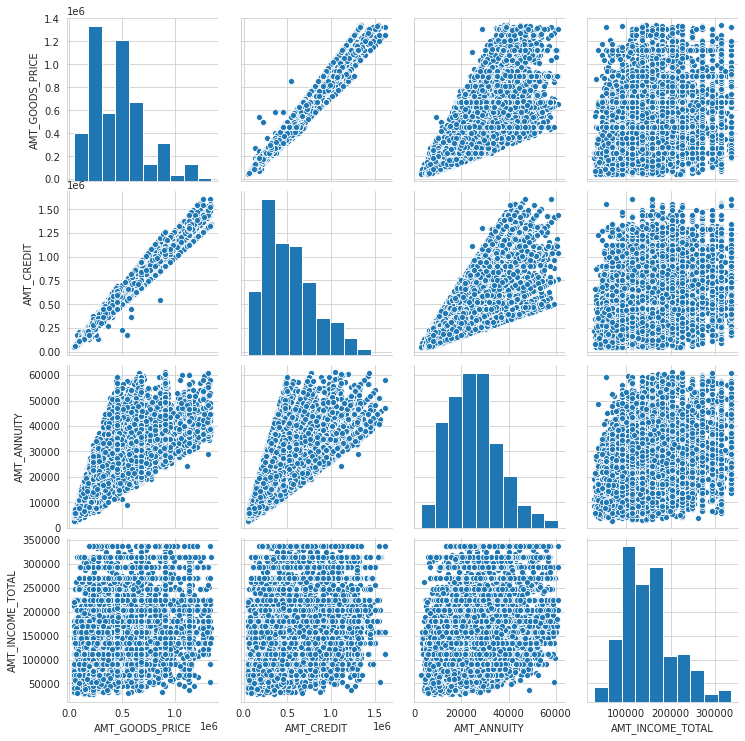 1e6
1.4
1.2
1.0
0.8
0.6
0.4
0.2
0.0
AMT_GOODS_PRICE
1e6
1.50
1.25
1.00
0.75
0.50
0.25
0.00
AMT_CREDIT
60000
50000
40000
30000
20000
10000
0
AMT_ANNUITY
350000
300000
250000
200000
150000
100000
50000
AMT_INCOME_TOTAL
0.0 0.5 1.0
1e6
AMT_GOODS_PRICE
0.0 0.5 1.0 1.5
1e6
AMT_CREDIT
0 20000 40000 60000
AMT_ANNUITY
100000 200000 300000
AMT_INCOME_TOTAL